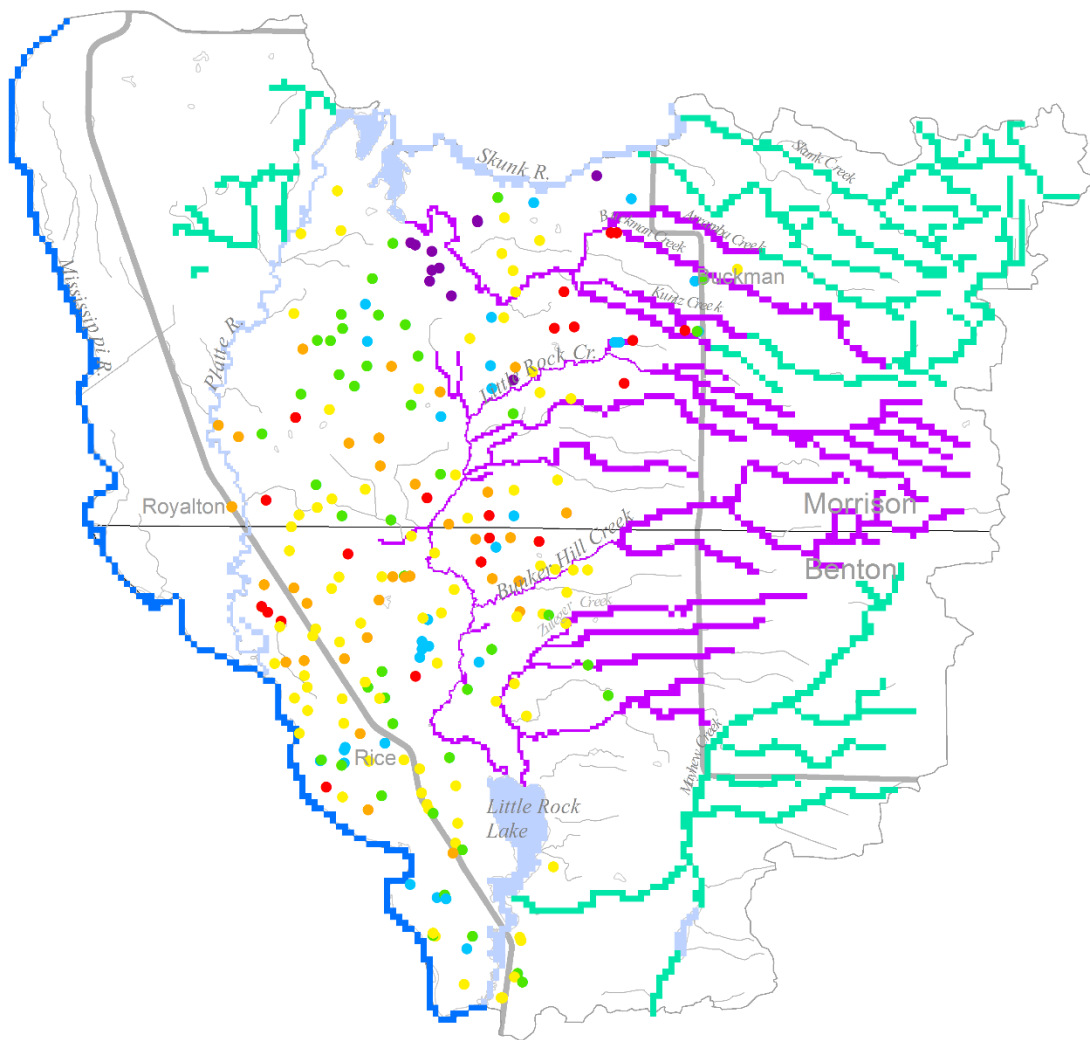 Skunk Creek
Skunk R.
Buckman Creek
Buckman
Mississippi R.
Kuntz Creek
Platte R.
Little Rock Cr.
Royalton
Morrison
Bunker Hill Creek
Benton
Zuleger Creek
Mayhew Creek
Rice
Little Rock
Lake